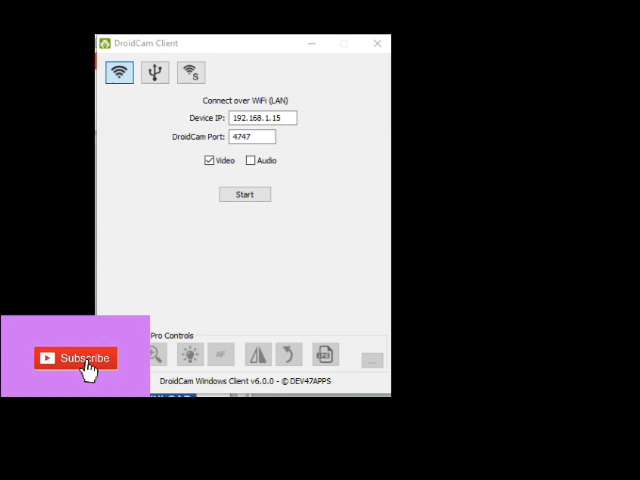 DroidCam Client
S
Connect over WiFi (LAN)
Device IP: 192.168.1.15
DroidCam Port: 4747
Video Audio
Start
Pro Controls
AF
...
DroidCam Windows Client v6.0.0 - © DEV47APPS
Subscribe